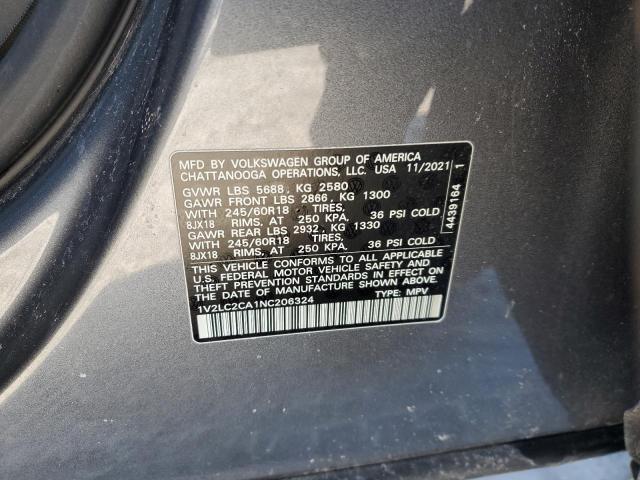 MFD BY VOLKSWAGEN GROUP OF AMERICA
CHATTANOOGA OPERATIONS, LLC. USA 11/2021
GVWR LBS 5688, KG 2580
GAWR FRONT LBS 2866, KG 1300
WITH 245/60R18 TIRES,
8JX18 RIMS, AT 250 KPA, 36 PSI COLD
GAWR REAR LBS 2932, KG 1330
WITH 245/60R18 TIRES,
8JX18 RIMS, AT 250 KPA, 36 PSI COLD
THIS VEHICLE CONFORMS TO ALL APPLICABLE
U.S. FEDERAL MOTOR VEHICLE SAFETY AND
THEFT PREVENTION STANDARDS IN EFFECT ON
THE DATE OF MANUFACTURE SHOWN ABOVE.
1V2LC2CA1NC206324 TYPE: MPV
4439164 1